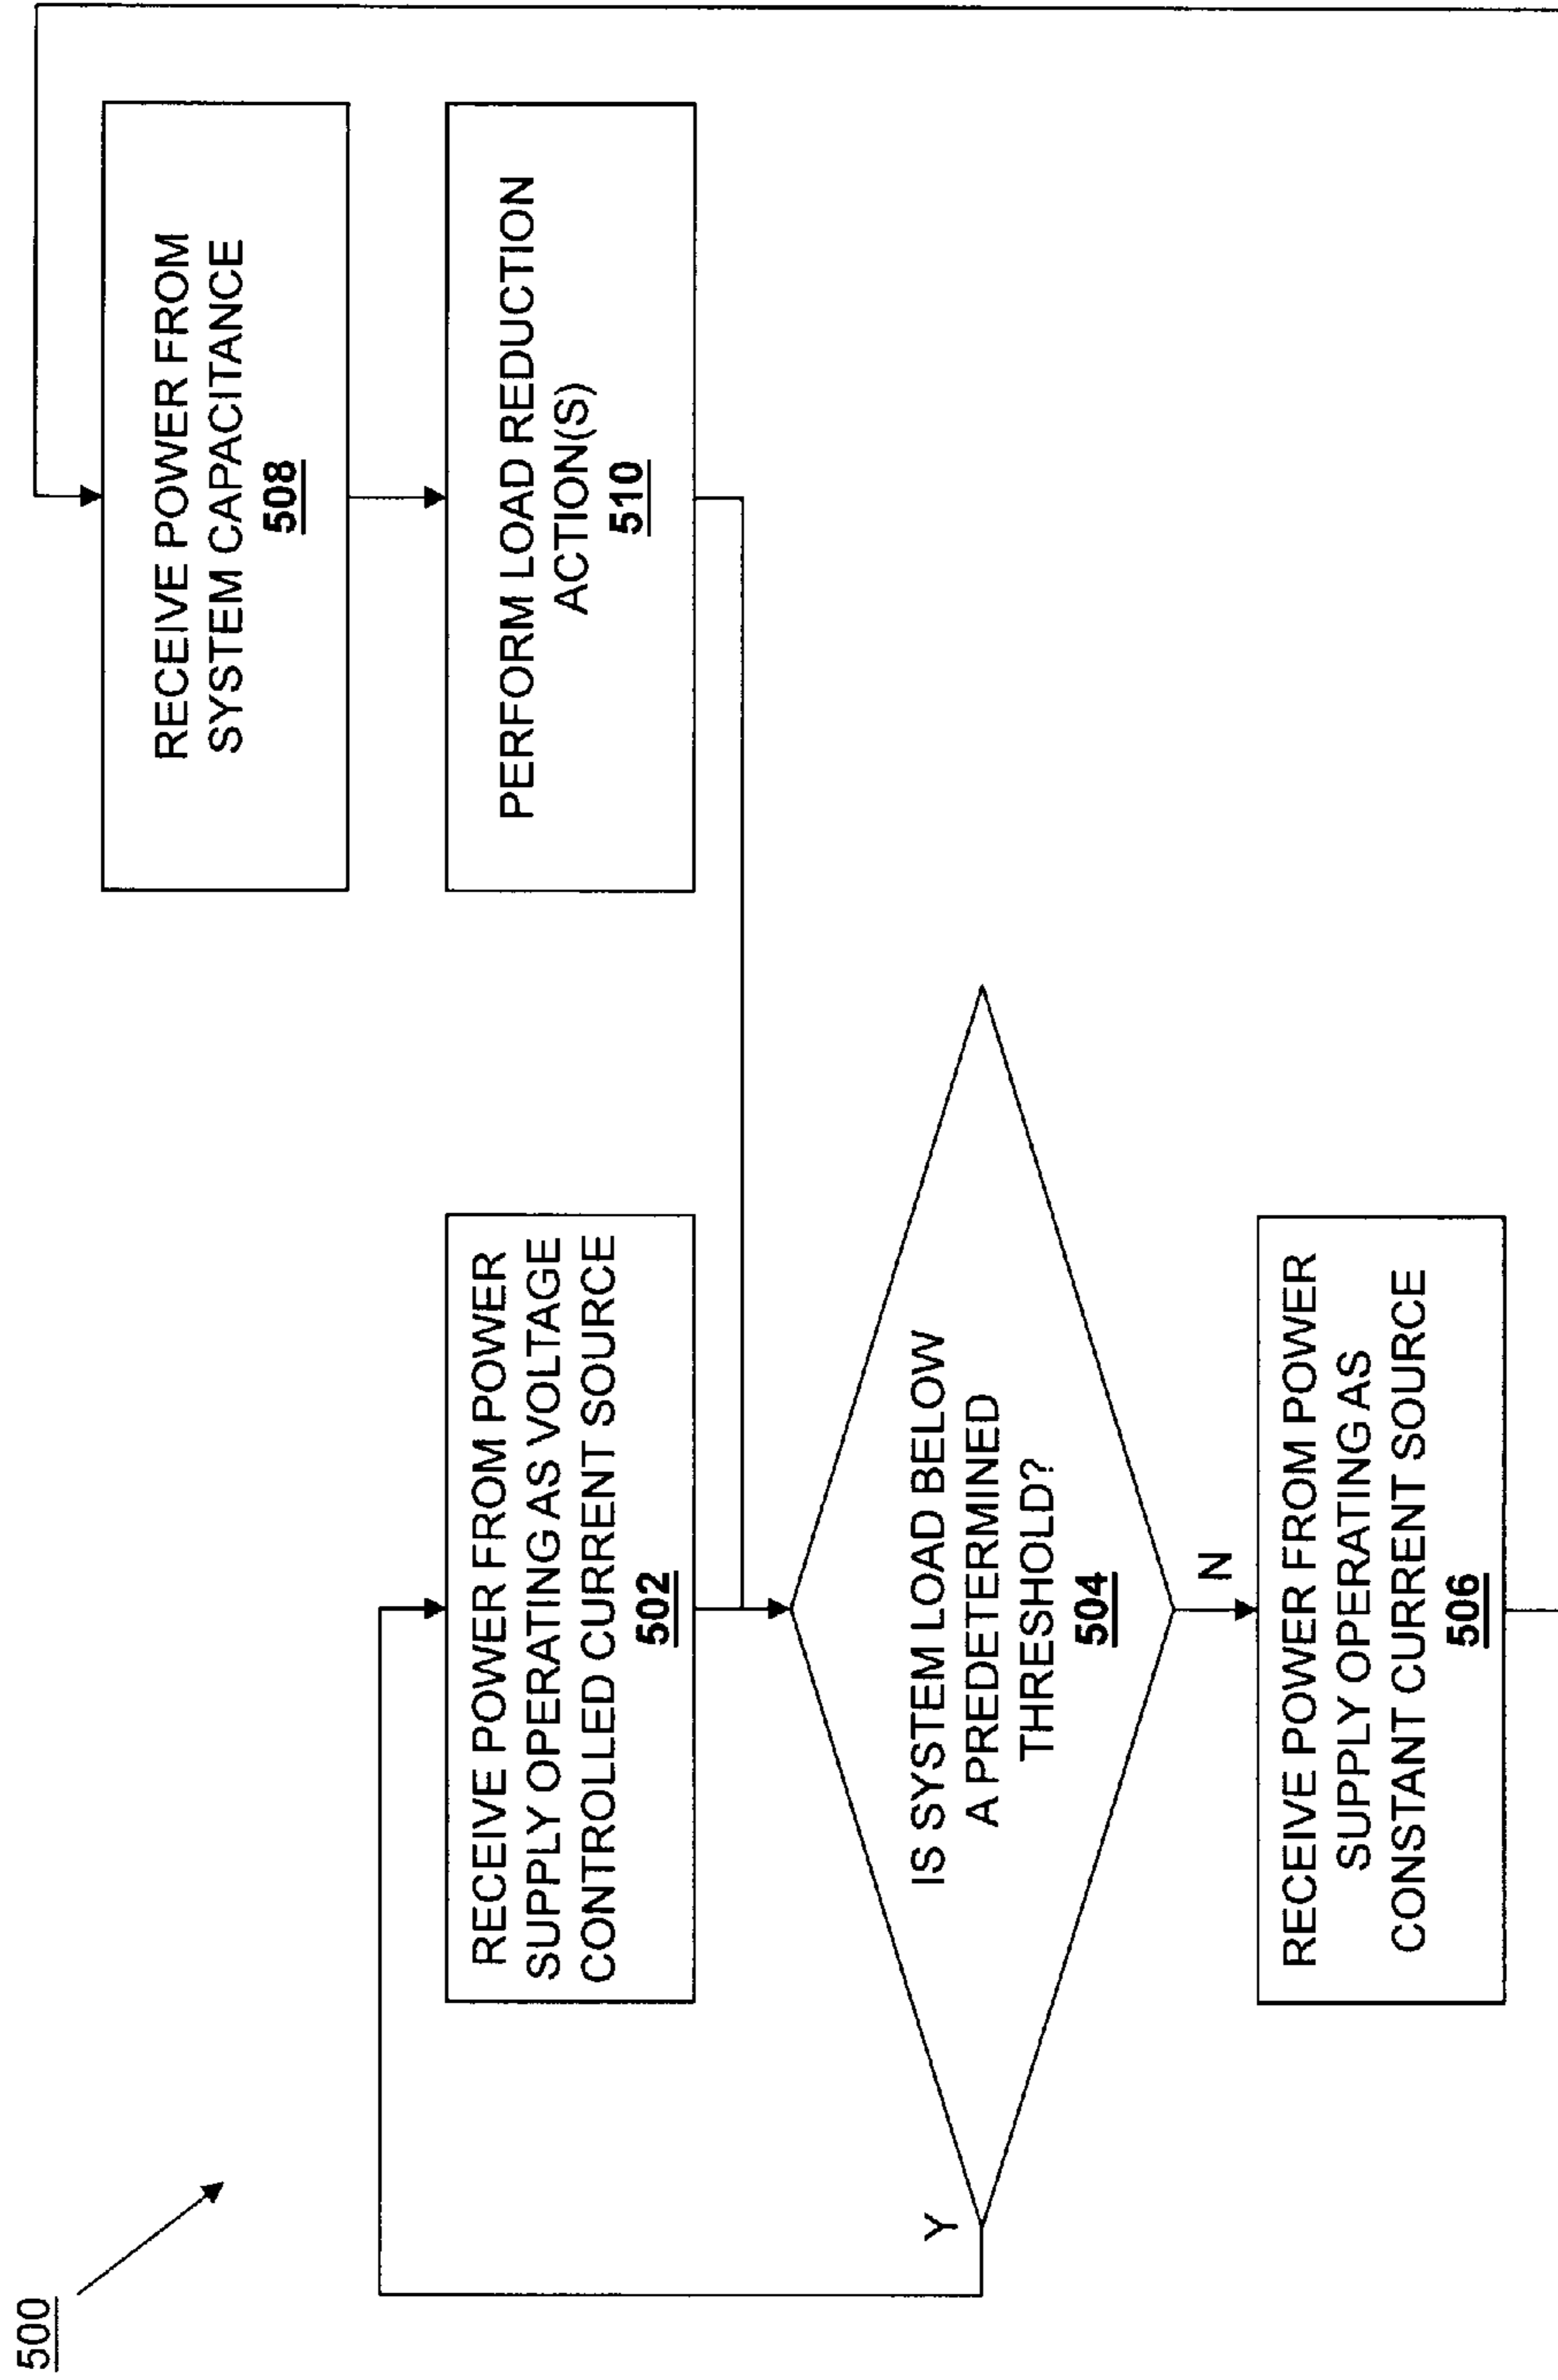 500
RECEIVE POWER FROM POWER
SUPPLY OPERATING AS VOLTAGE
CONTROLLED CURRENT SOURCE
502
Y
IS SYSTEM LOAD BELOW
A PREDETERMINED
THRESHOLD?
504
N
RECEIVE POWER FROM POWER
SUPPLY OPERATING AS
CONSTANT CURRENT SOURCE
506
RECEIVE POWER FROM
SYSTEM CAPACITANCE
508
PERFORM LOAD REDUCTION
ACTION(S)
510